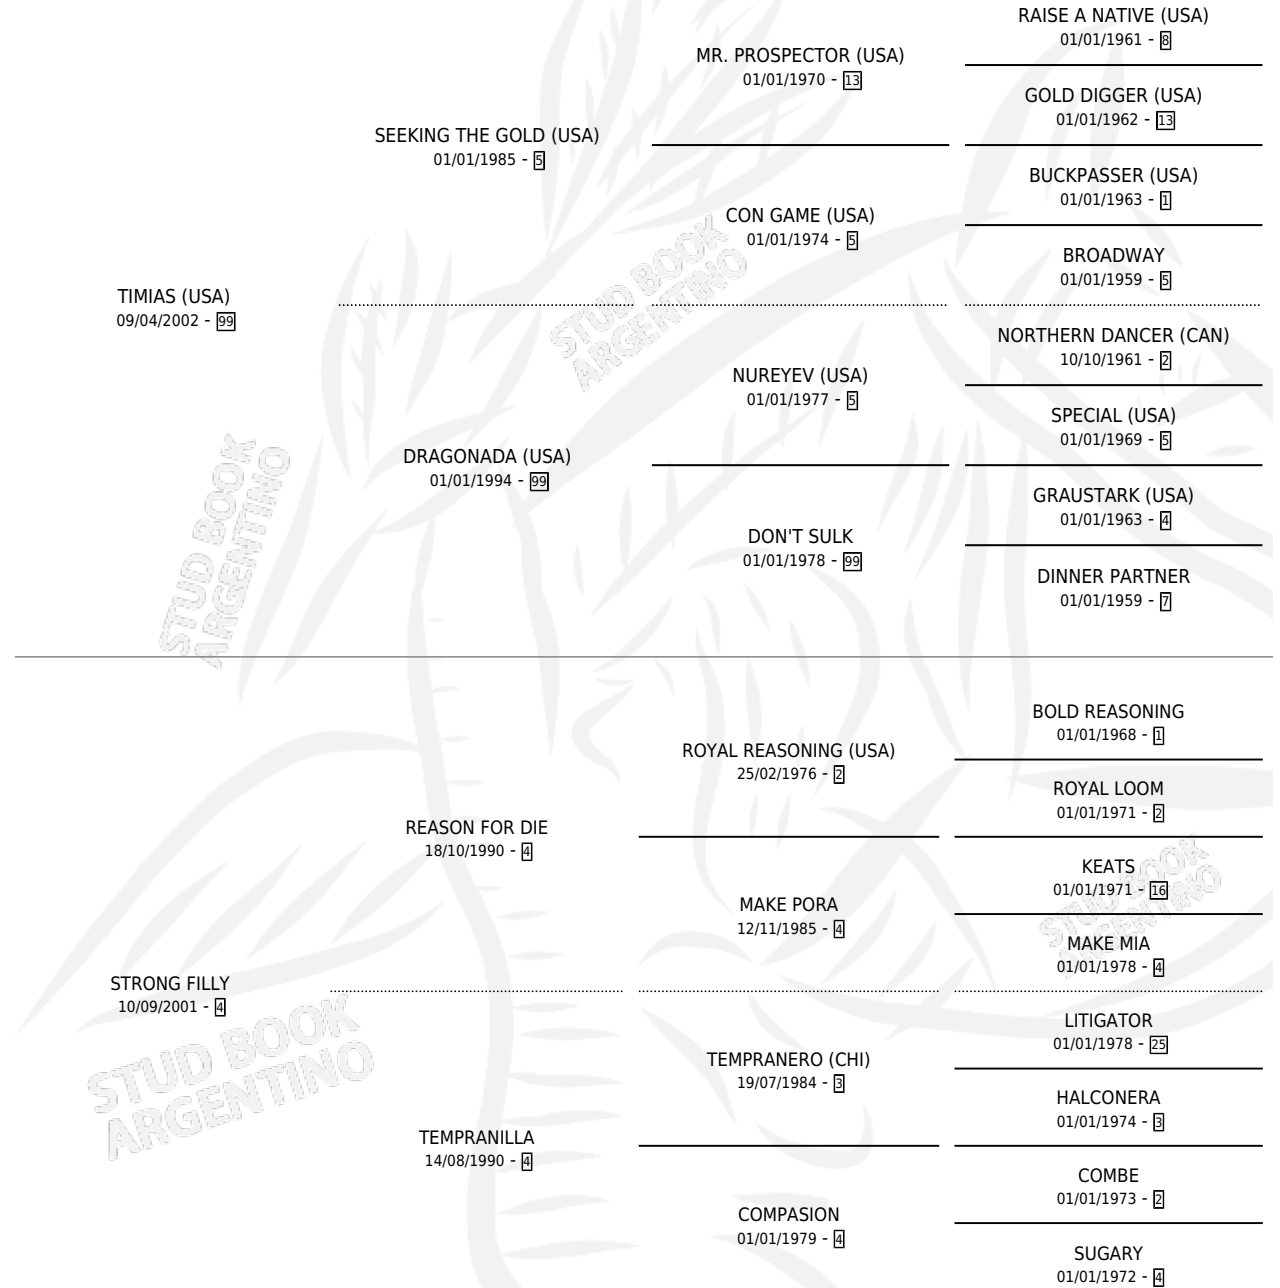 RAISE A NATIVE (USA)
01/01/1961 - 8
MR. PROSPECTOR (USA)
01/01/1970 - 13
GOLD DIGGER (USA)
01/01/1962 - 13
SEEKING THE GOLD (USA)
01/01/1985 - 5
BUCKPASSER (USA)
01/01/1963 - 1
CON GAME (USA)
01/01/1974 - 5
BROADWAY
01/01/1959 - 5
TIMIAS (USA)
09/04/2002 - 99
NORTHERN DANCER (CAN)
10/10/1961 - 2
NUREYEV (USA)
01/01/1977 - 5
SPECIAL (USA)
01/01/1969 - 5
DRAGONADA (USA)
01/01/1994 - 99
GRAUSTARK (USA)
01/01/1963 - 4
DON'T SULK
01/01/1978 - 99
DINNER PARTNER
01/01/1959 - 7
BOLD REASONING
01/01/1968 - 1
ROYAL REASONING (USA)
25/02/1976 - 2
ROYAL LOOM
01/01/1971 - 2
REASON FOR DIE
18/10/1990 - 4
KEATS
01/01/1971 - 16
MAKE PORA
12/11/1985 - 4
MAKE MIA
01/01/1978 - 4
STRONG FILLY
10/09/2001 - 4
LITIGATOR
01/01/1978 - 25
TEMPRANERO (CHI)
19/07/1984 - 3
HALCONERA
01/01/1974 - 3
TEMPRANILLA
14/08/1990 - 4
COMBE
01/01/1973 - 2
COMPASION
01/01/1979 - 4
SUGARY
01/01/1972 - 4
STUD BOOK
ARGENTINO
STUD BOOK
ARGENTINO
STUD BOOK
ARGENTINO
STUD BOOK
ARGENTINO